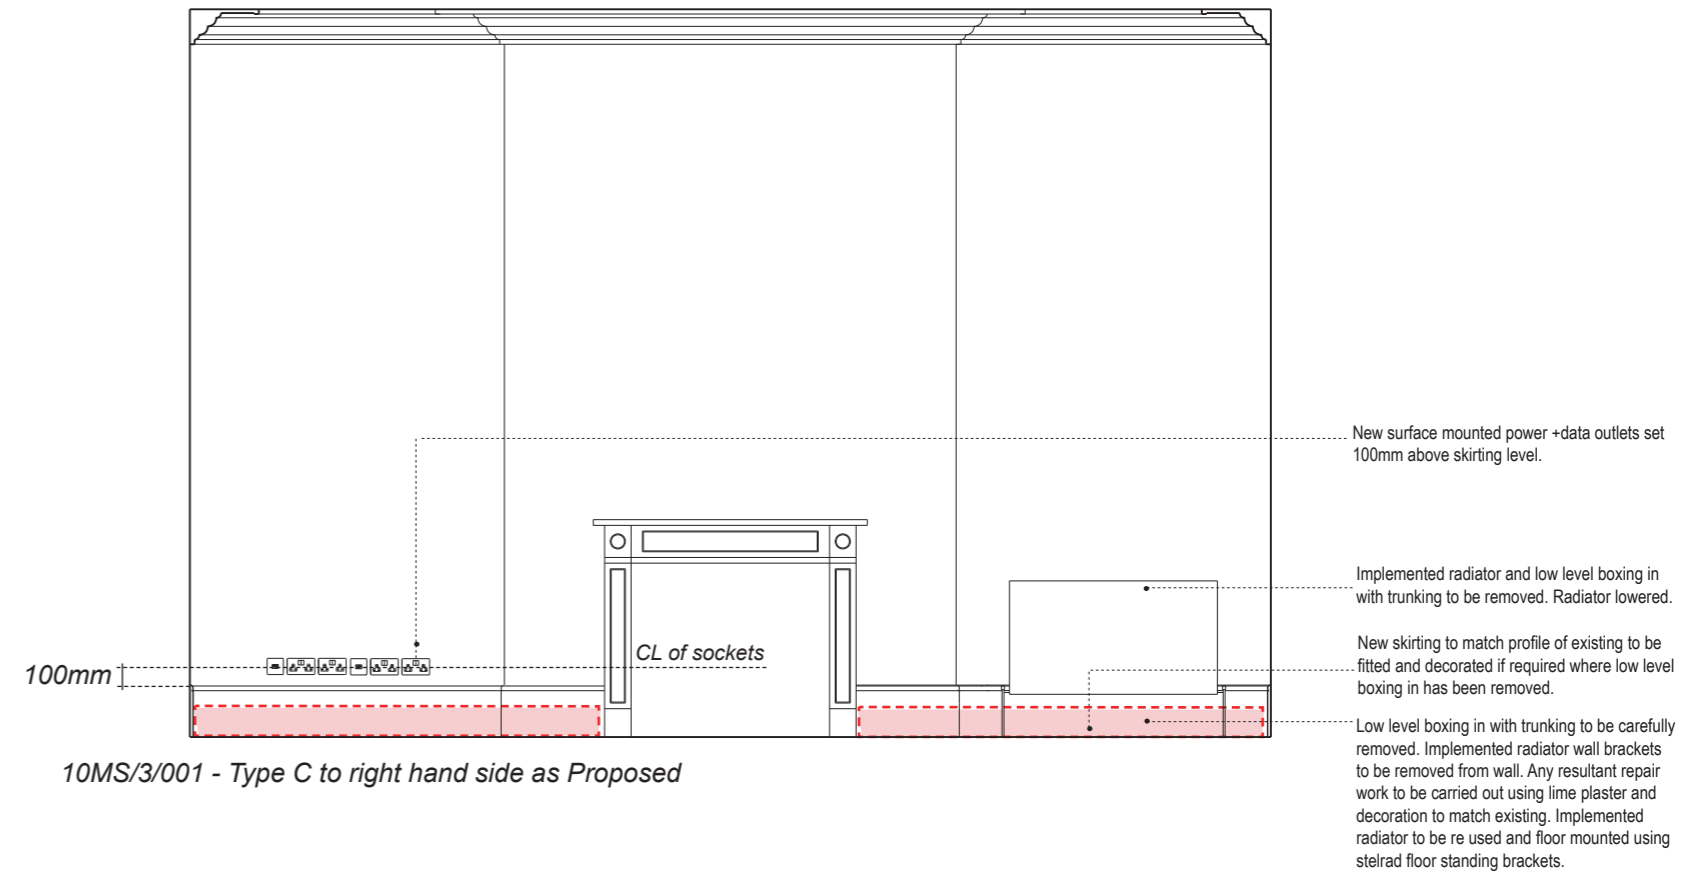 New surface mounted power +data outlets set
100mm above skirting level.
Implemented radiator and low level boxing in
with trunking to be removed. Radiator lowered.
New skirting to match profile of existing to be
fitted and decorated if required where low level
boxing in has been removed.
CL of sockets
100mm
Low level boxing in with trunking to be carefully
removed. Implemented radiator wall brackets
to be removed from wall. Any resultant repair
work to be carried out using lime plaster and
decoration to match existing. Implemented
radiator to be re used and floor mounted using
stelrad floor standing brackets.
10MS/3/001 - Type C to right hand side as Proposed